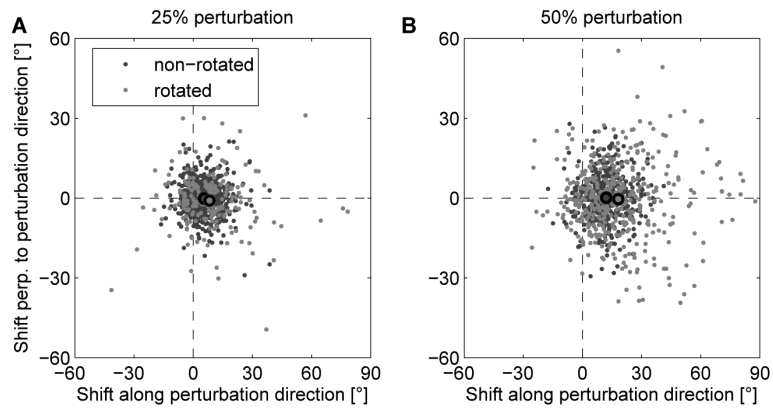 A
25% perturbation
Shift perp. to perturbation direction [°]
60
30
0
−30
−60
non−rotated
rotated
−60 −30 0 30 60 90
Shift along perturbation direction [°]
B
50% perturbation
60
30
0
−30
−60
−60 −30 0 30 60 90
Shift along perturbation direction [°]